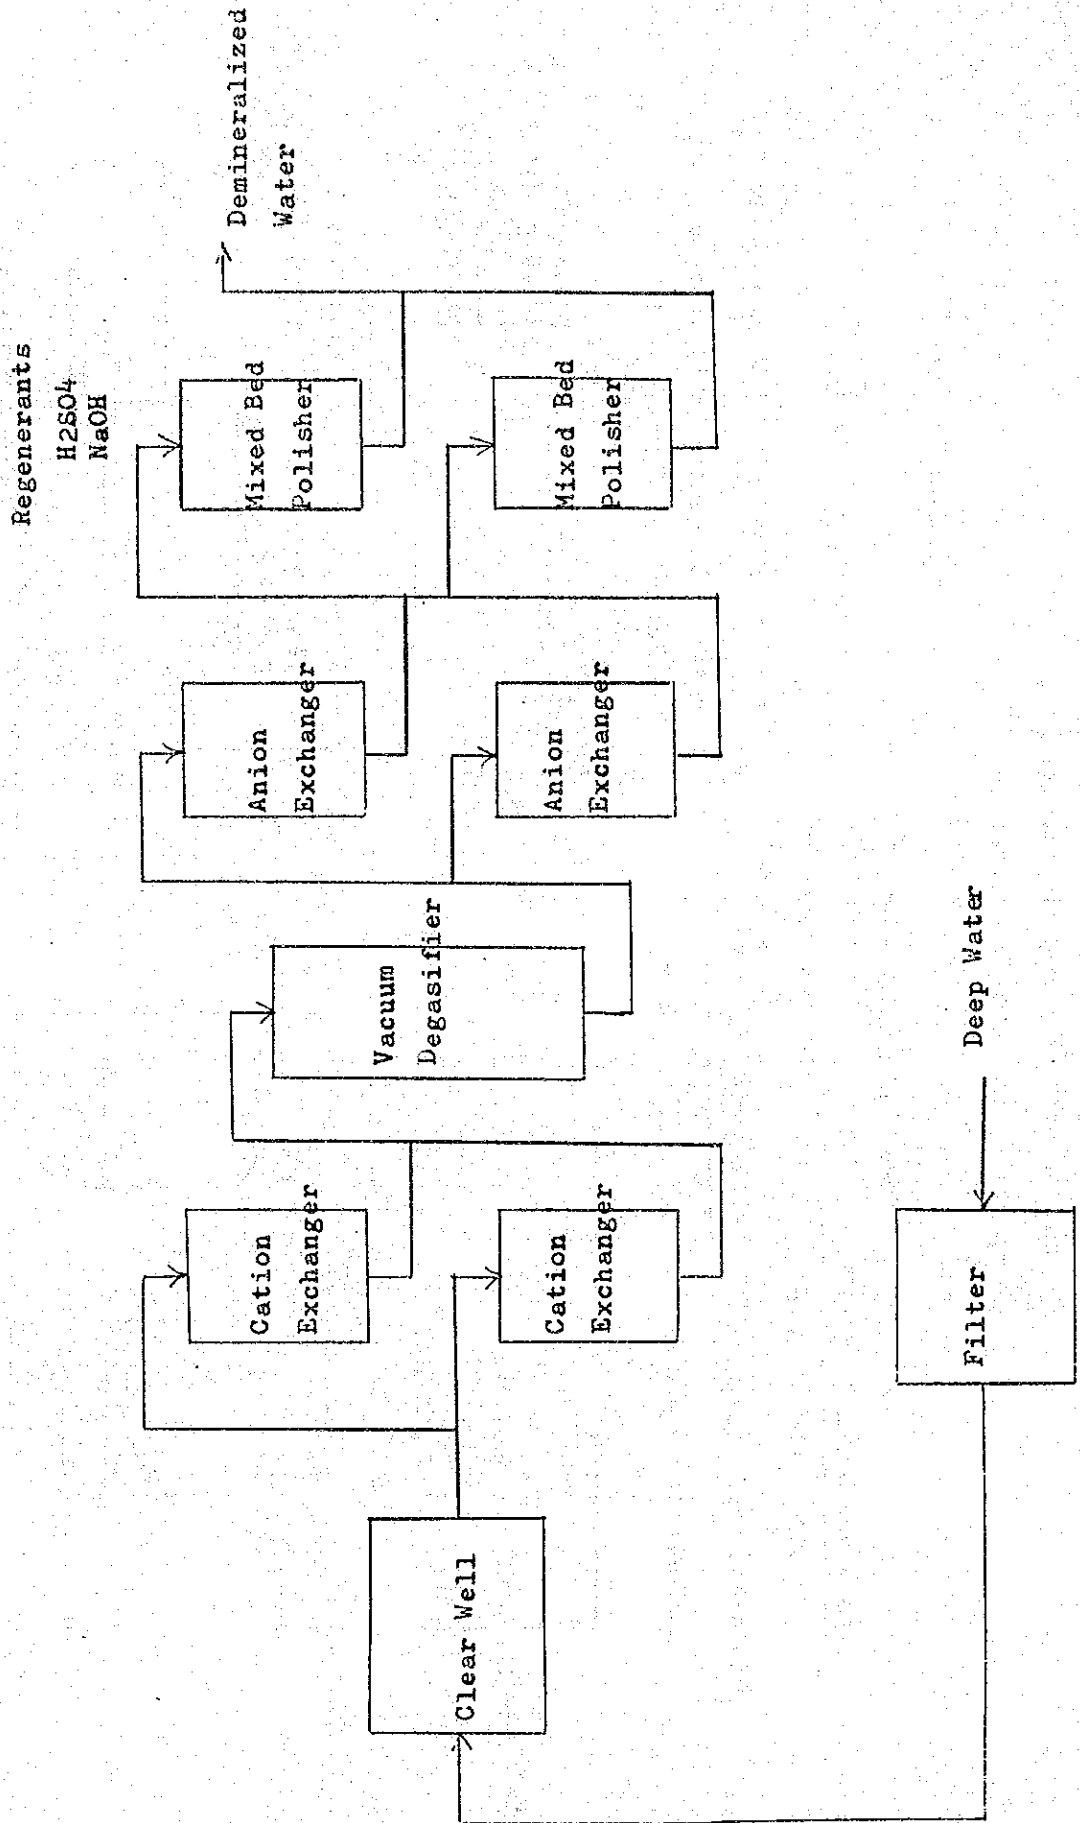 Regenerants
H2SO4
NaOH
Demineralized
Water
Mixed Bed
Polisher
Mixed Bed
Polisher
Anion
Exchanger
Anion
Exchanger
Vacuum
Degasifier
Cation
Exchanger
Cation
Exchanger
Clear Well
Deep Water
Filter